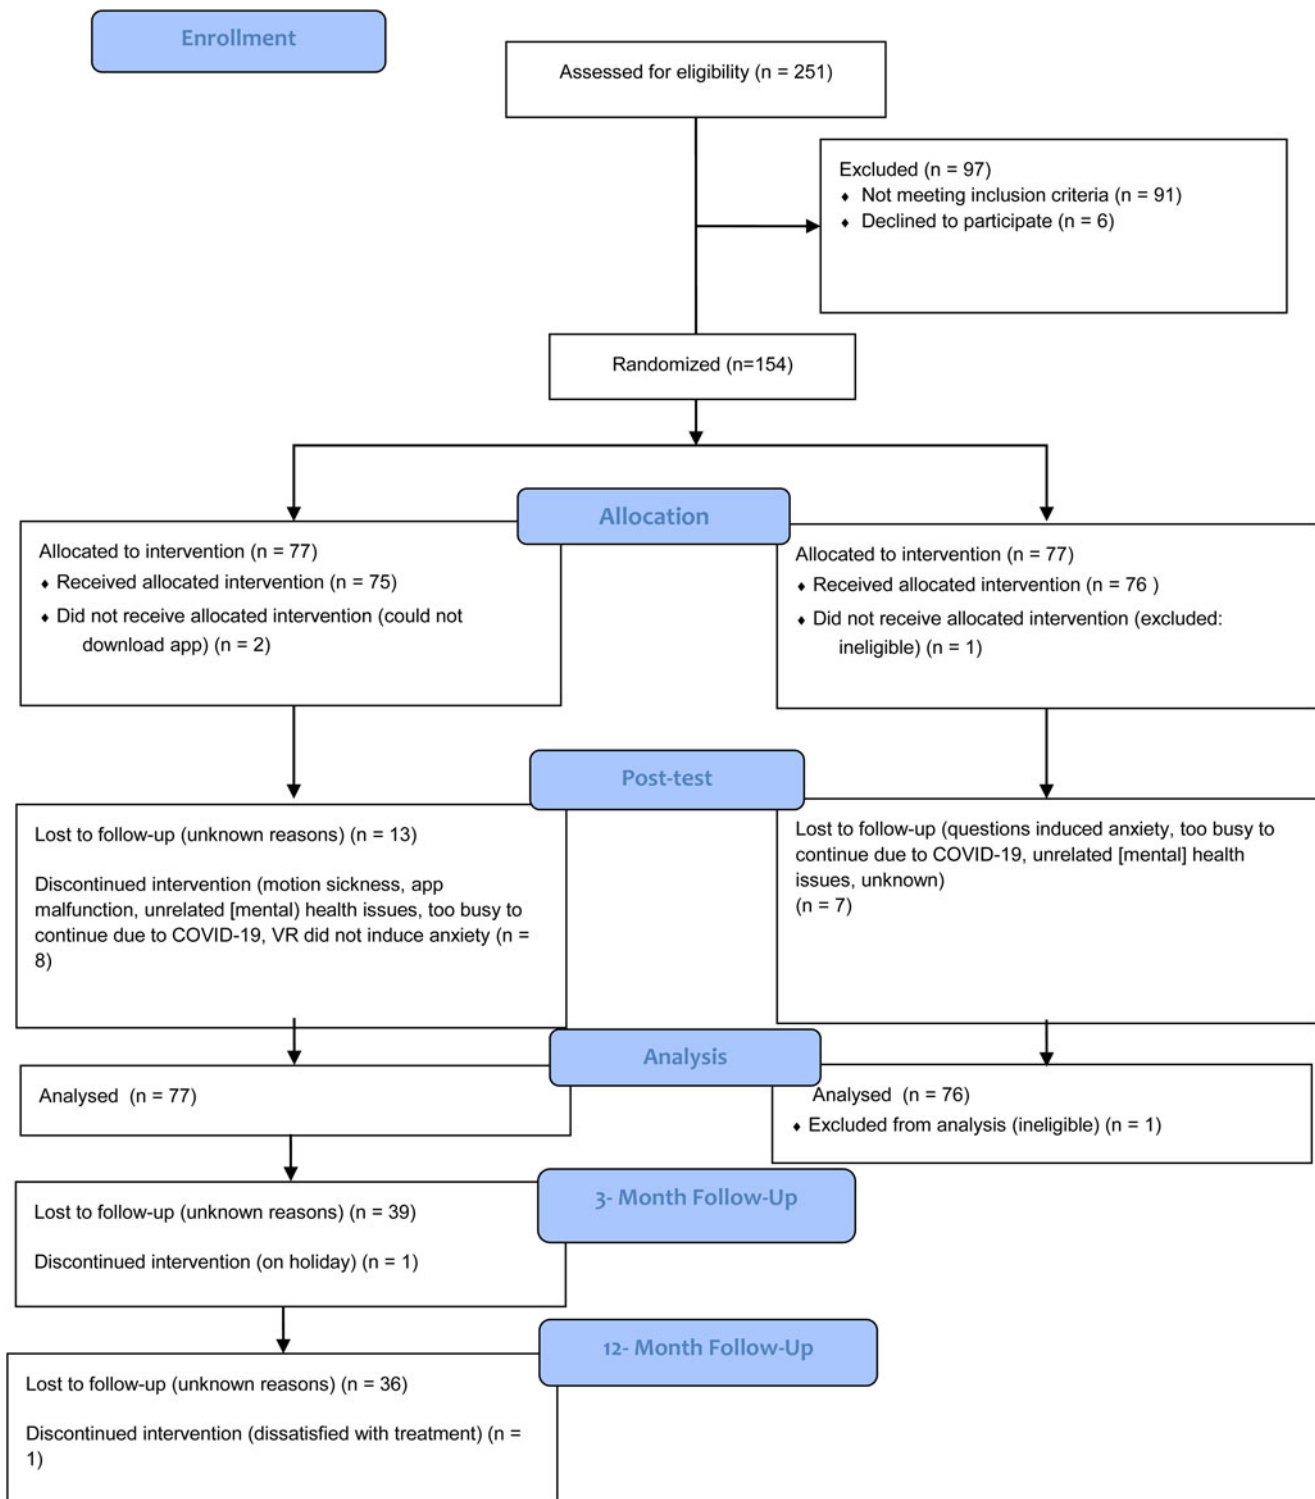 Enrollment
Assessed for eligibility (n = 251)
Excluded (n = 97)
♦ Not meeting inclusion criteria (n = 91)
♦ Declined to participate (n = 6)
Randomized (n=154)
Allocation
Allocated to intervention (n = 77)
♦ Received allocated intervention (n = 75)
♦ Did not receive allocated intervention (could not
download app) (n = 2)
Allocated to intervention (n = 77)
♦ Received allocated intervention (n = 76 )
♦ Did not receive allocated intervention (excluded:
ineligible) (n = 1)
Post-test
Lost to follow-up (unknown reasons) (n = 13)
Discontinued intervention (motion sickness, app
malfunction, unrelated [mental) health issues, too busy to
continue due to COVID-19, VR did not induce anxiety (n =
8)
Lost to follow-up (questions induced anxiety, too busy to
continue due to COVID-19, unrelated [mental] health
issues, unknown)
(n = 7)
Analysis
Analysed (n = 77)
Analysed (n = 76)
♦ Excluded from analysis (ineligible) (n = 1)
3- Month Follow-Up
Lost to follow-up (unknown reasons) (n = 39)
Discontinued intervention (on holiday) (n = 1)
12- Month Follow-Up
Lost to follow-up (unknown reasons) (n = 36)
Discontinued intervention (dissatisfied with treatment) (n =
1)